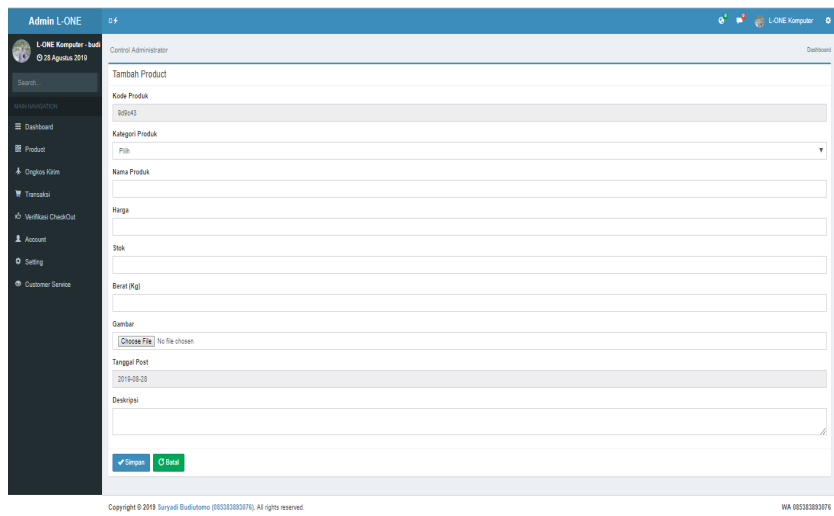 Admin L-ONE
L-ONE Komputer
L-ONE Komputer - budi
28 Agustus 2019
Control Administrator
Dashboard
Search...
MAIN NAVIGATION
Dashboard
Product
Ongkos Kirim
Transaksi
Verifikasi CheckOut
Account
Setting
Customer Service
Tambah Product
Kode Produk
9d9c43
Kategori Produk
Pilih
Nama Produk
Harga
Stok
Berat (Kg)
Gambar
Choose File No file chosen
Tanggal Post
2019-08-28
Deskripsi
Simpan Batal
Copyright © 2019 Suryadi Budiutomo (085383893076). All rights reserved.
WA 085383893076